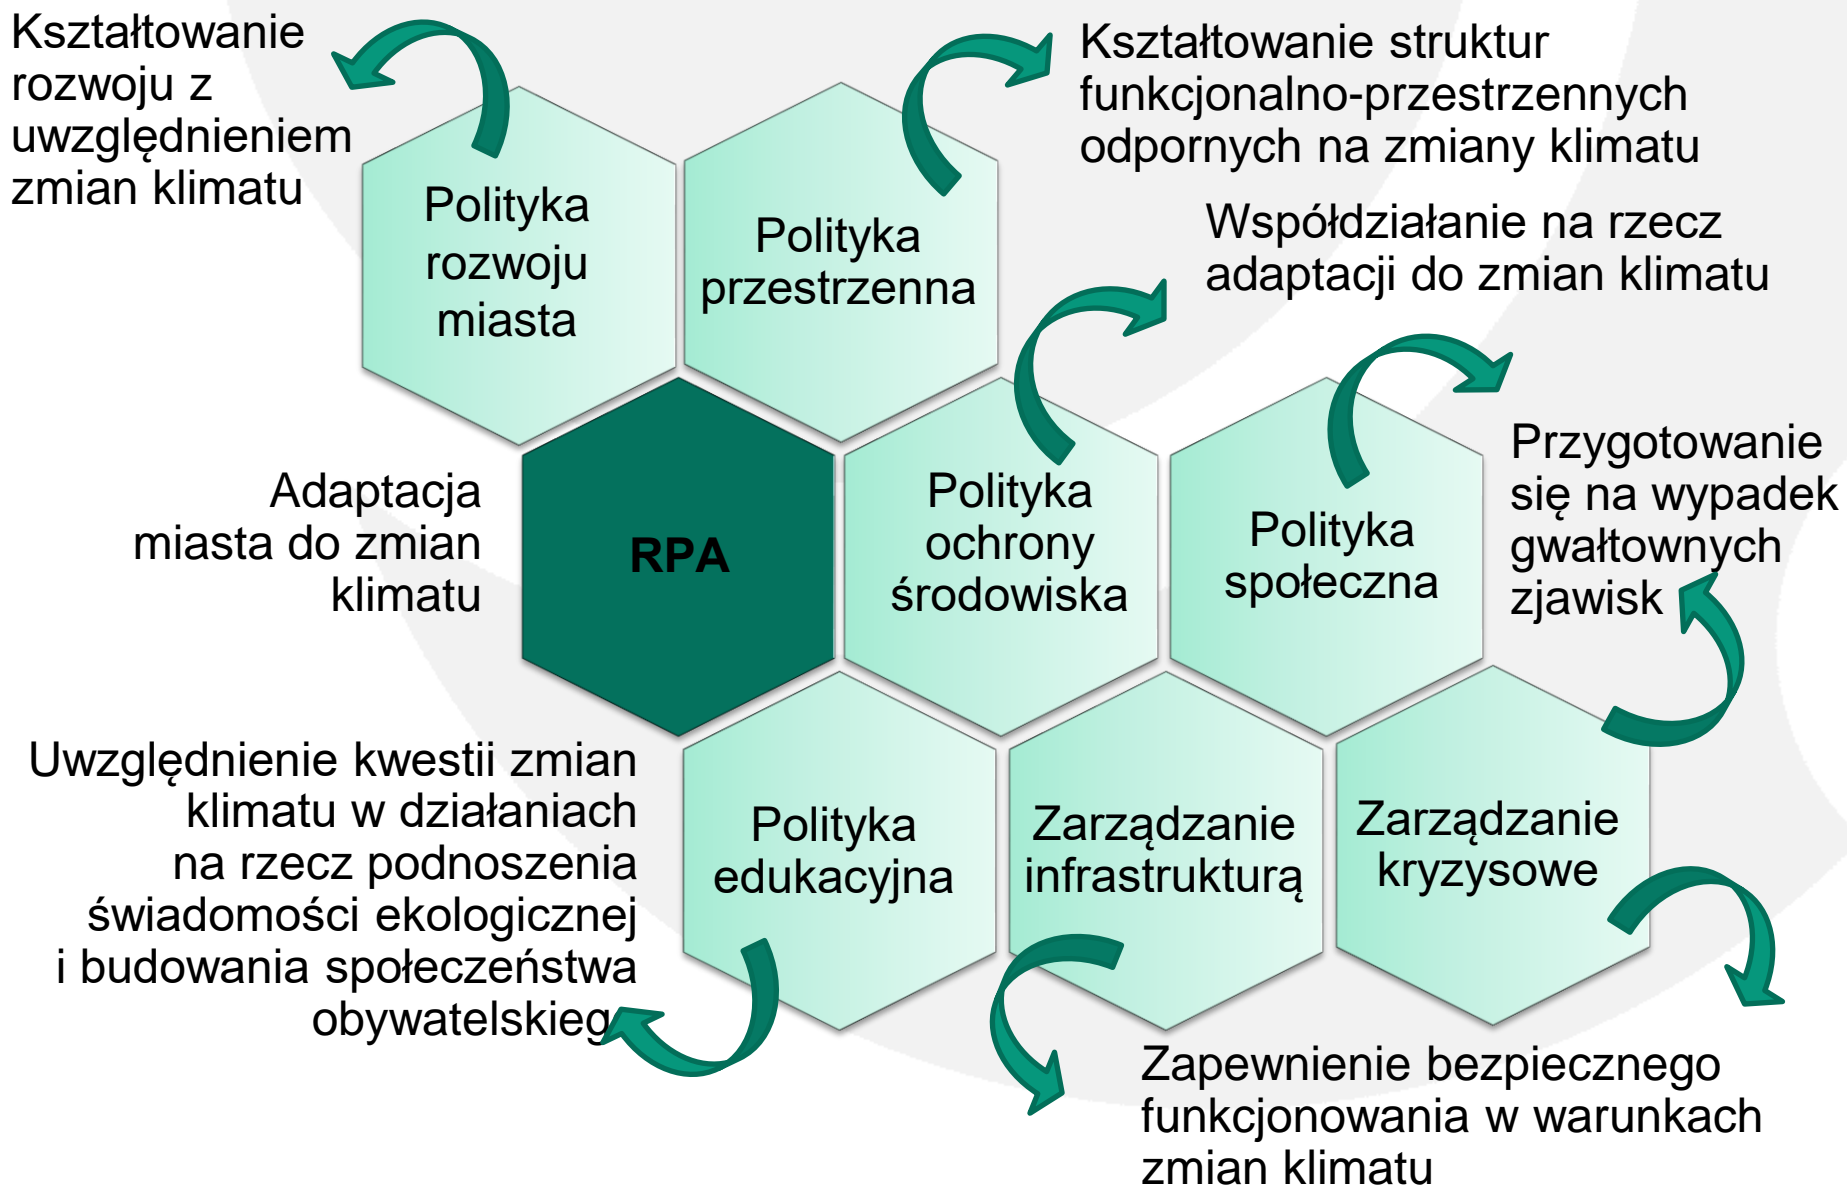 Kształtowanie
rozwoju z
uwzględnieniem
zmian klimatu
Kształtowanie struktur
funkcjonalno-przestrzennych
odpornych na zmiany klimatu
Polityka
rozwoju
miasta
Polityka
przestrzenna
Współdziałanie na rzecz
adaptacji do zmian klimatu
Adaptacja
miasta do zmian
klimatu
RPA
Polityka
ochrony
środowiska
Polityka
społeczna
Przygotowanie
się na wypadek
gwałtownych
zjawisk
Uwzględnienie kwestii zmian
klimatu w działaniach
na rzecz podnoszenia
świadomości ekologicznej
i budowania społeczeństwa
obywatelskieg
Polityka
edukacyjna
Zarządzanie
infrastrukturą
Zarządzanie
kryzysowe
Zapewnienie bezpiecznego
funkcjonowania w warunkach
zmian klimatu